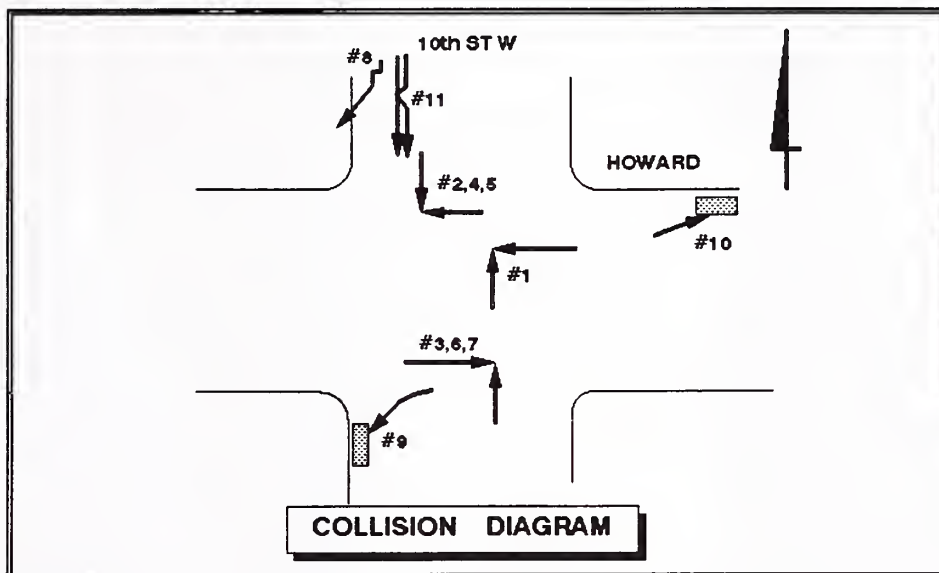 10th ST W
#8
#11
HOWARD
#2,4,5
#10
#1
#3,6,7
#9
COLLISION DIAGRAM